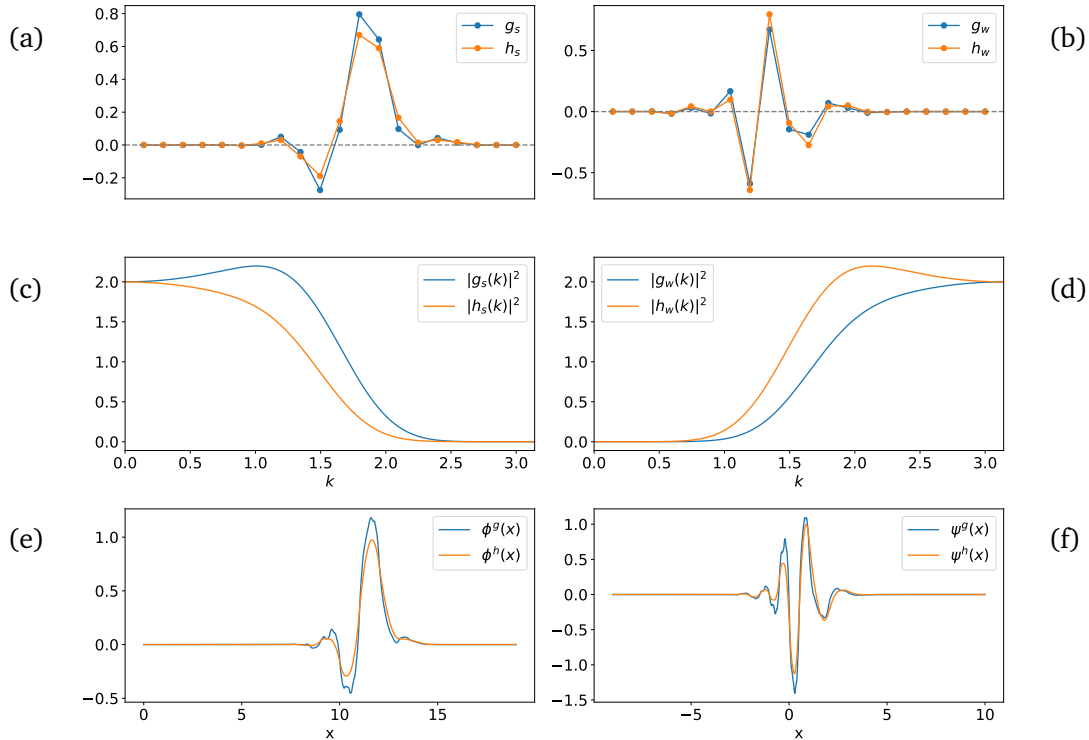 (a)
0.8
0.6
0.4
0.2
0.0
−0.2
g_s
h_s
(b)
0.5
0.0
−0.5
g_w
h_w
(c)
2.0
1.5
1.0
0.5
0.0
|g_s(k)|^2
|h_s(k)|^2
0.0 0.5 1.0 1.5 2.0 2.5 3.0
k
(d)
2.0
1.5
1.0
0.5
0.0
|g_w(k)|^2
|h_w(k)|^2
0.0 0.5 1.0 1.5 2.0 2.5 3.0
k
(e)
1.0
0.5
0.0
−0.5
ϕ^g(x)
ϕ^h(x)
0 5 10 15
x
(f)
1.0
0.5
0.0
−0.5
−1.0
−1.5
ψ^g(x)
ψ^h(x)
−5 0 5 10
x